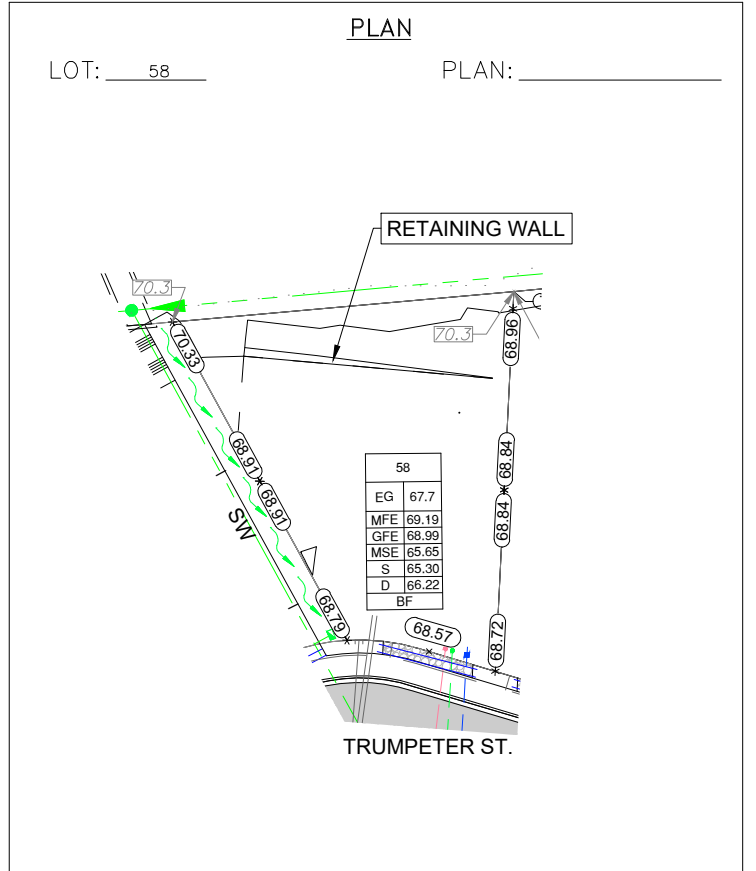 PLAN
LOT: 58
PLAN:
RETAINING WALL
70.3
70.33
70.3
68.96
68.91
68.91
68.84
68.84
SW
58
EG 67.7
MFE 69.19
GFE 68.99
MSE 65.65
S 65.30
D 66.22
BF
68.79
68.57
68.72
TRUMPETER ST.